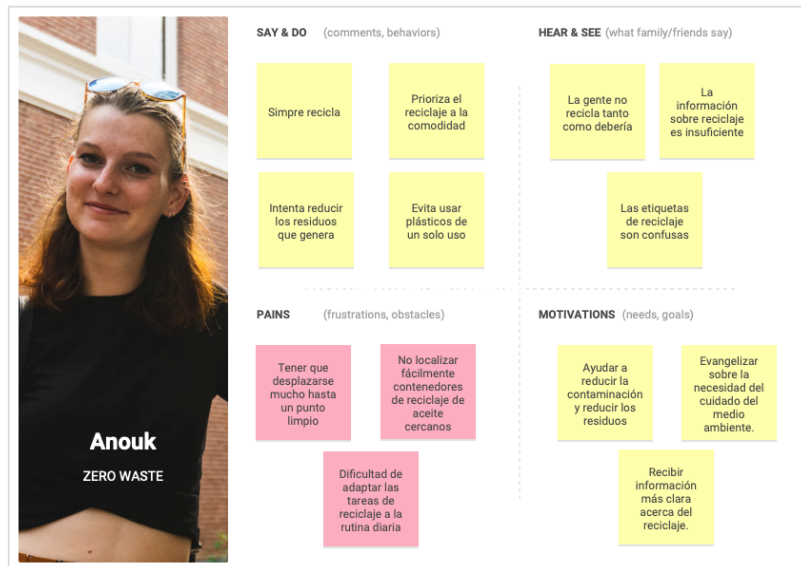 SAY & DO (comments, behaviors)
Simpre recicla
Prioriza el
reciclaje a la
comodidad
Intenta reducir
los residuos
que genera
Evita usar
plásticos de
un solo uso
HEAR & SEE (what family/friends say)
La gente no
recicla tanto
como debería
La
información
sobre reciclaje
es insuficiente
Las etiquetas
de reciclaje
son confusas
PAINS (frustrations, obstacles)
Tener que
desplazarse
mucho hasta
un punto
limpio
No localizar
fácilmente
contenedores
de reciclaje de
aceite
cercanos
Dificultad de
adaptar las
tareas de
reciclaje a la
rutina diaria
MOTIVATIONS (needs, goals)
Ayudar a
reducir la
contaminación
y reducir los
residuos
Evangelizar
sobre la
necesidad del
cuidado del
medio
ambiente.
Recibir
información
más clara
acerca del
reciclaje.
Anouk
ZERO WASTE